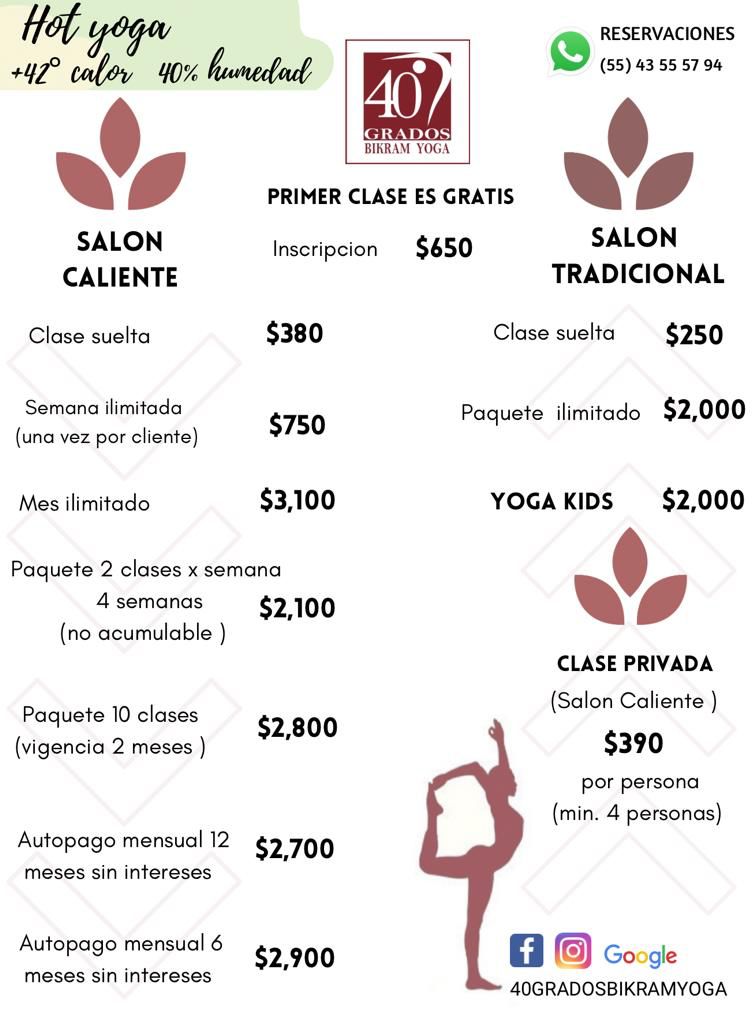 Hot yoga
+42° calor 40% humedad
40
GRADOS
BIKRAM YOGA
RESERVACIONES
(55) 43 55 57 94
PRIMER CLASE ES GRATIS
Inscripcion $650
SALON
CALIENTE
Clase suelta $380
Semana ilimitada
(una vez por cliente) $750
Mes ilimitado $3,100
Paquete 2 clases x semana
4 semanas $2,100
(no acumulable )
Paquete 10 clases
(vigencia 2 meses ) $2,800
Autopago mensual 12
meses sin intereses $2,700
Autopago mensual 6
meses sin intereses $2,900
SALON
TRADICIONAL
Clase suelta $250
Paquete ilimitado $2,000
YOGA KIDS $2,000
CLASE PRIVADA
(Salon Caliente )
$390
por persona
(min. 4 personas)
Google
40GRADOSBIKRAMYOGA